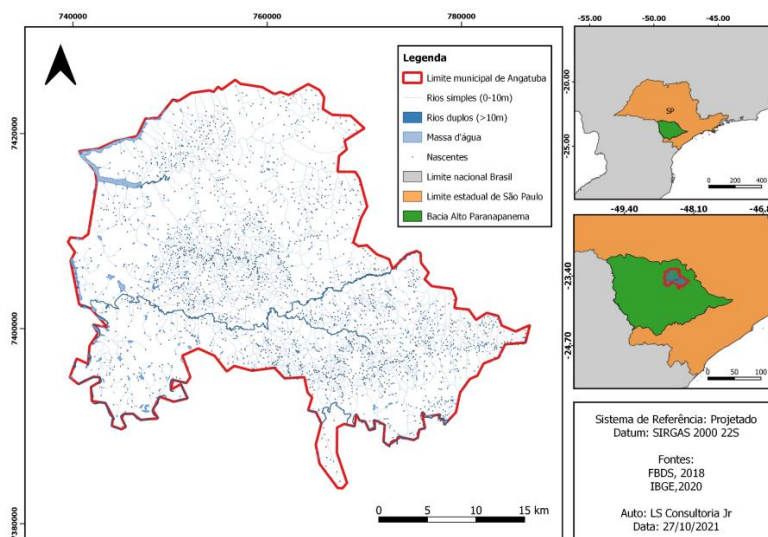 740000
760000
780000
7420000
7400000
7380000
Legenda
Limite municipal de Angatuba
Rios simples (0-10m)
Rios duplos (>10m)
Massa d'água
Nascentes
Limite nacional Brasil
Limite estadual de São Paulo
Bacia Alto Paranapanema
0 5 10 15 km
-55.00
-50.00
-45.00
-20.00
-25.00
SP
0 200 400
-49,40
-48,10
-46,8
-23,40
-24,70
0 50 100
Sistema de Referência: Projetado
Datum: SIRGAS 2000 22S
Fontes:
FBDS, 2018
IBGE,2020
Auto: LS Consultoria Jr
Data: 27/10/2021